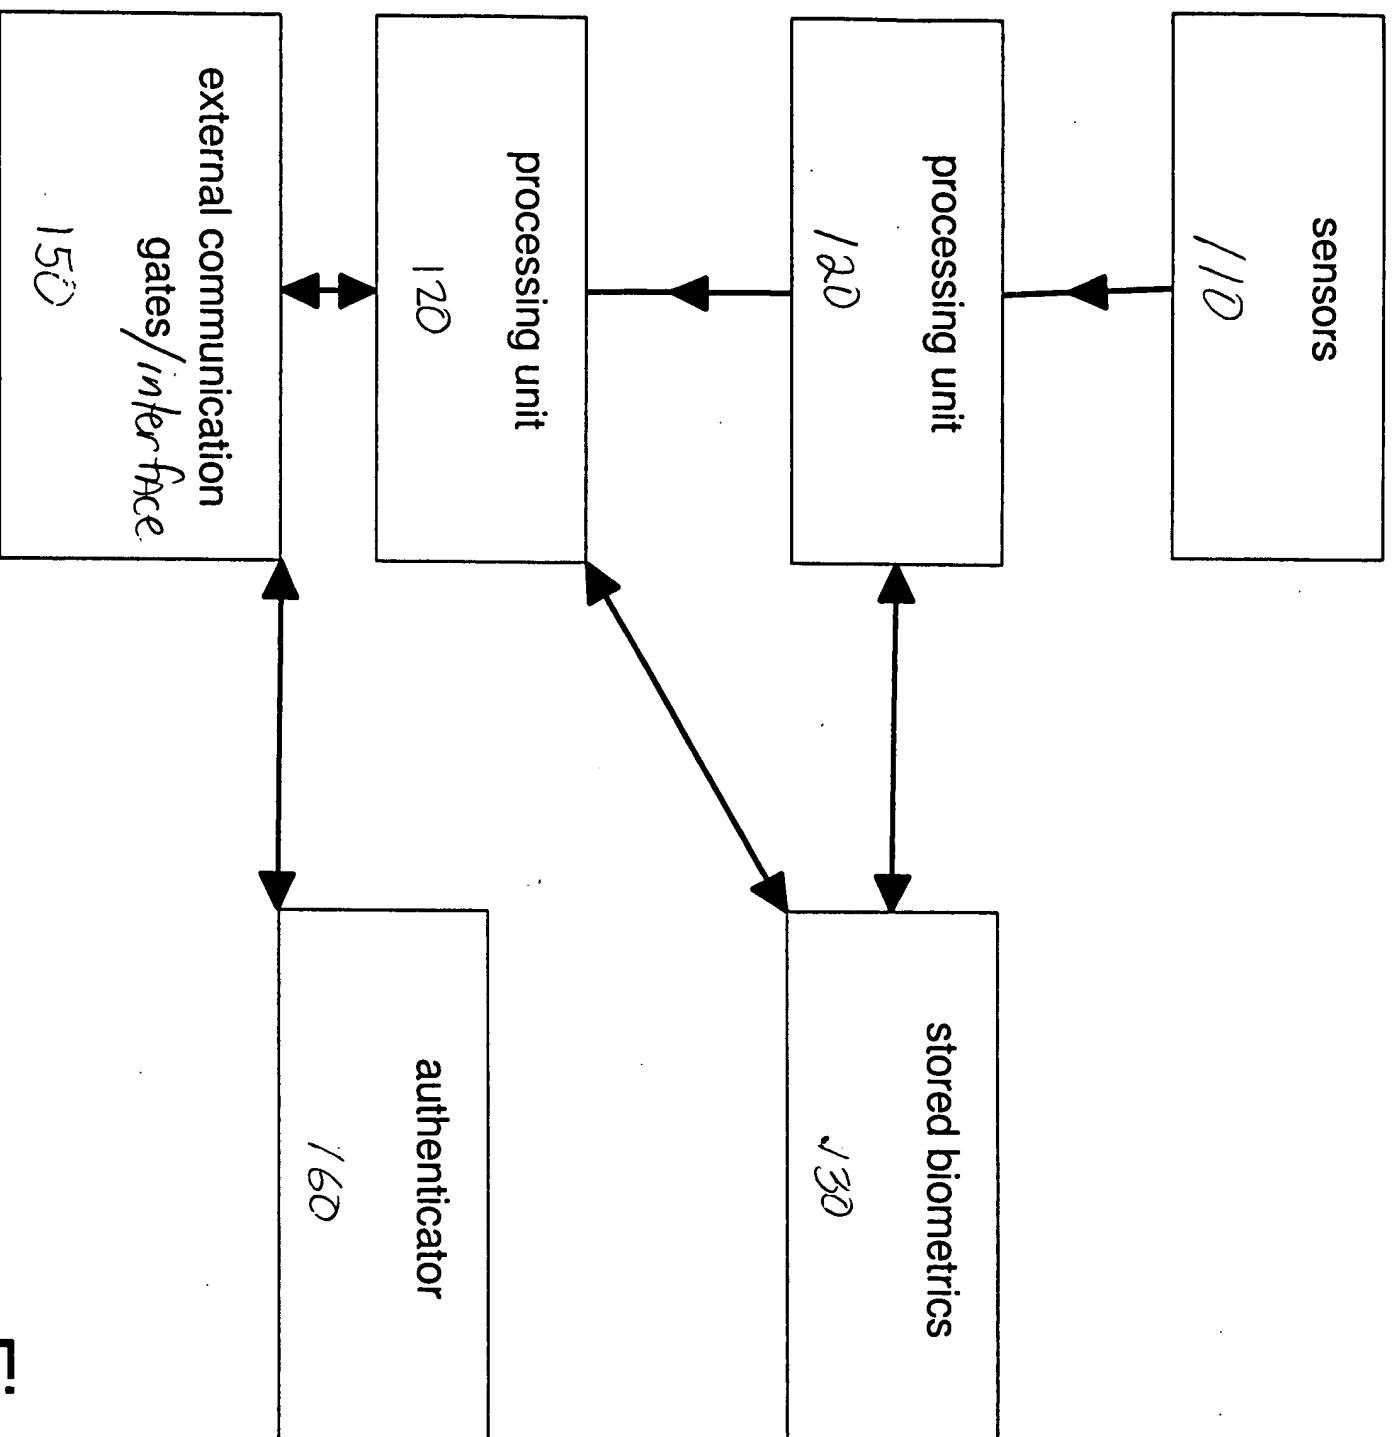 sensors
110
processing unit
120
stored biometrics
130
processing unit
120
authenticator
160
external communication
gates/interface
150